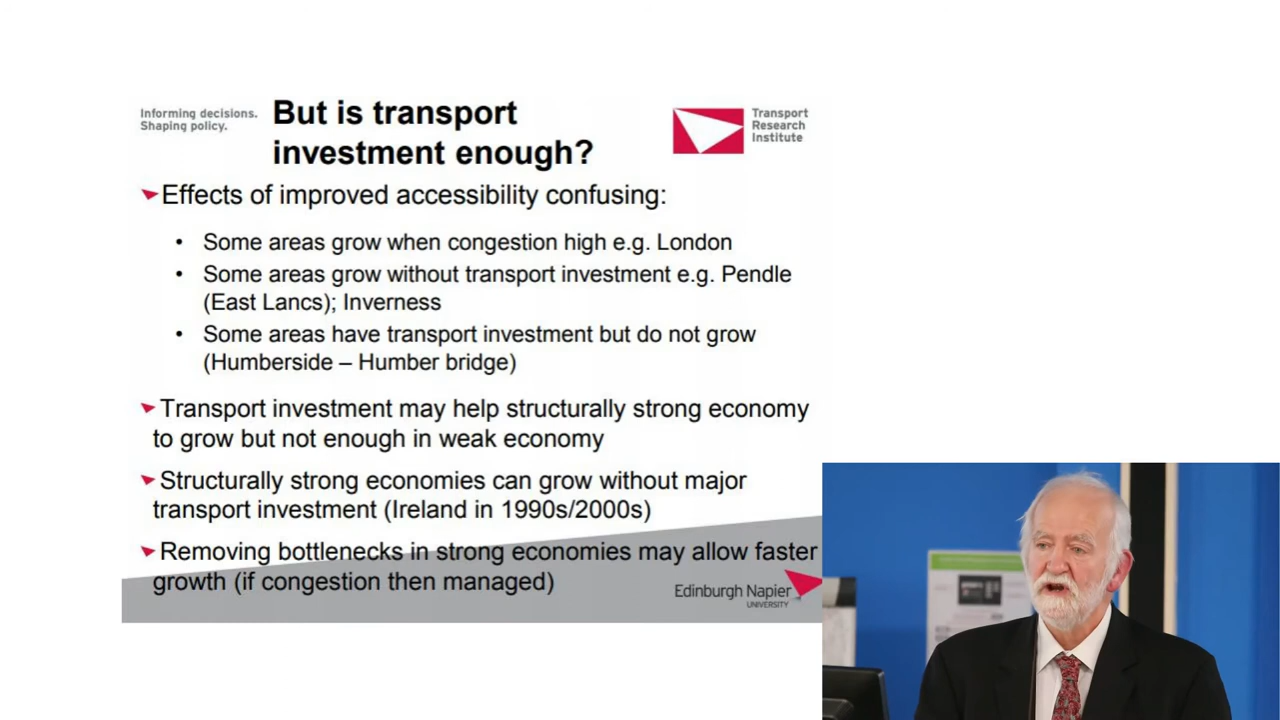 Informing decisions.
Shaping policy.
But is transport
investment enough?
Transport
Research
Institute
Effects of improved accessibility confusing:
• Some areas grow when congestion high e.g. London
• Some areas grow without transport investment e.g. Pendle
(East Lancs); Inverness
• Some areas have transport investment but do not grow
(Humberside – Humber bridge)
Transport investment may help structurally strong economy
to grow but not enough in weak economy
Structurally strong economies can grow without major
transport investment (Ireland in 1990s/2000s)
Removing bottlenecks in strong economies may allow faster
growth (if congestion then managed)
Edinburgh Napier
UNIVERSITY